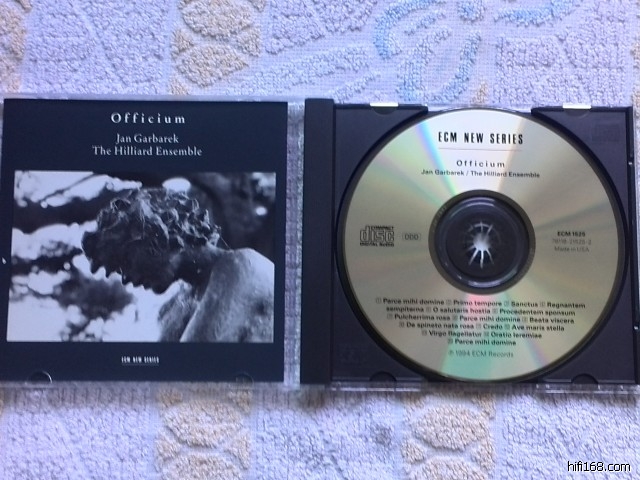 Officium
Jan Garbarek
The Hilliard Ensemble
ECM NEW SERIES
ECM NEW SERIES
Officium
Jan Garbarek / The Hilliard Ensemble
COMPACT
disc
DIGITAL AUDIO
DDD
ECM 1525
Made in USA
Parce mihi domine Primo tempore Sanctus Regnantem
sempiterna O salutaris hostia Procedentem sponsum
Pulcherrima rosa Parce mihi domine Beata viscera
De spineto nata rosa Credo Ave maris stella
Virgo flagellatur Oratio Ieremiae
Parce mihi domine
℗ 1994 ECM Records
hifi168.com